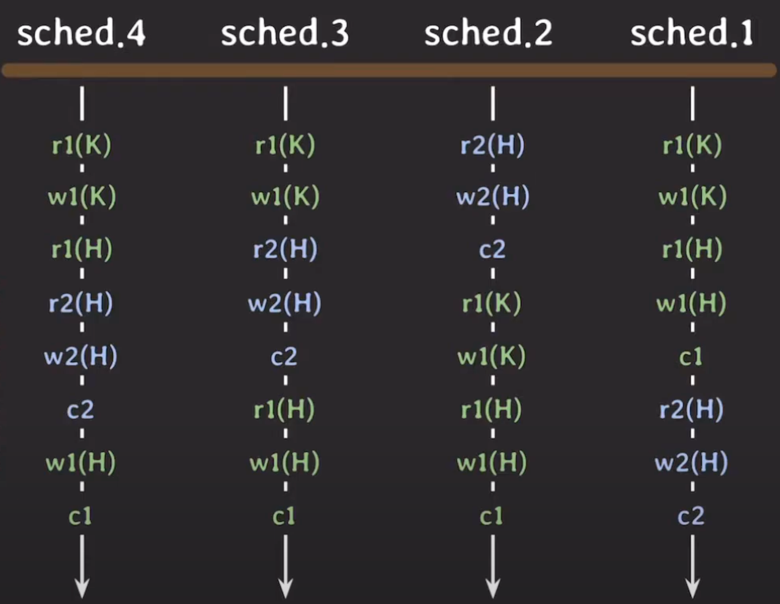 sched.4 sched.3 sched.2 sched.1
r1(K) r1(K) r2(H) r1(K)
w1(K) w1(K) w2(H) w1(K)
r1(H) r2(H) c2 r1(H)
r2(H) w2(H) r1(K) w1(H)
w2(H) c2 w1(K) c1
c2 r1(H) r1(H) r2(H)
w1(H) w1(H) w1(H) w2(H)
c1 c1 c1 c2